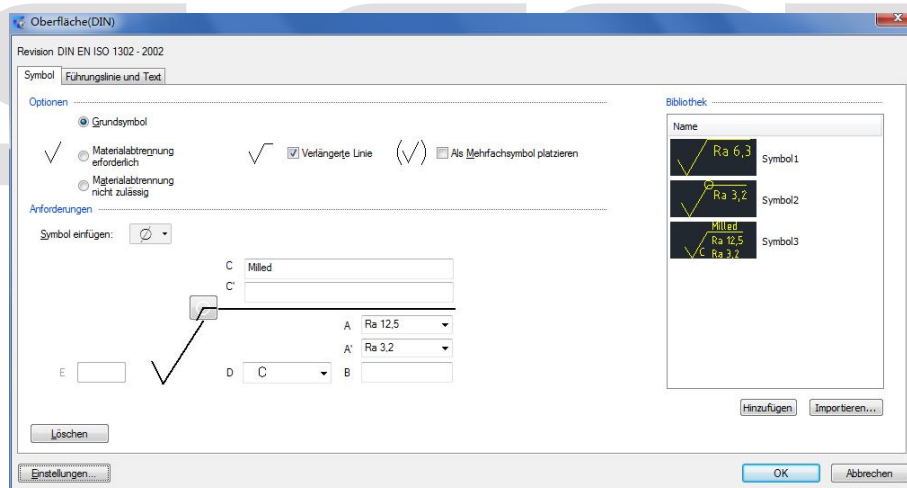 Oberfläche(DIN)
Revision DIN EN ISO 1302 - 2002
Symbol
Führungslinie und Text
Optionen
Grundsymbol
Materialabtrennung
erforderlich
Materialabtrennung
nicht zulässig
Verlängerte Linie
Als Mehrfachsymbol platzieren
Anforderungen
Symbol einfügen:
C
Milled
C'
A
Ra 12,5
A'
Ra 3,2
E
D
C
B
Löschen
Einstellungen...
Bibliothek
Name
Ra 6,3
Symbol1
Ra 3,2
Symbol2
Milled
Ra 12,5
C Ra 3,2
Symbol3
Hinzufügen
Importieren...
OK
Abbrechen